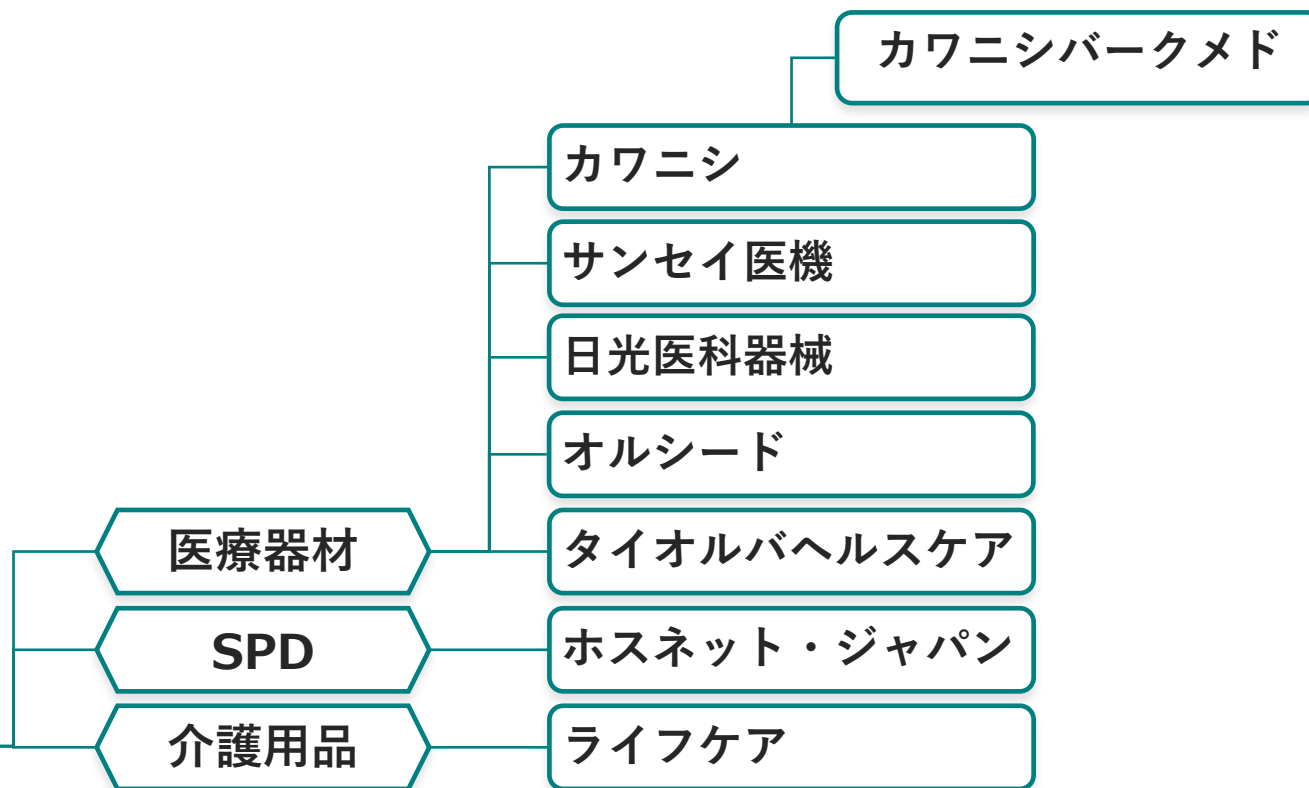 カワニシバークメド
カワニシ
サンセイ医機
日光医科器械
オルシード
医療器材
タイオルバヘルスケア
SPD
ホスネット・ジャパン
介護用品
ライフケア